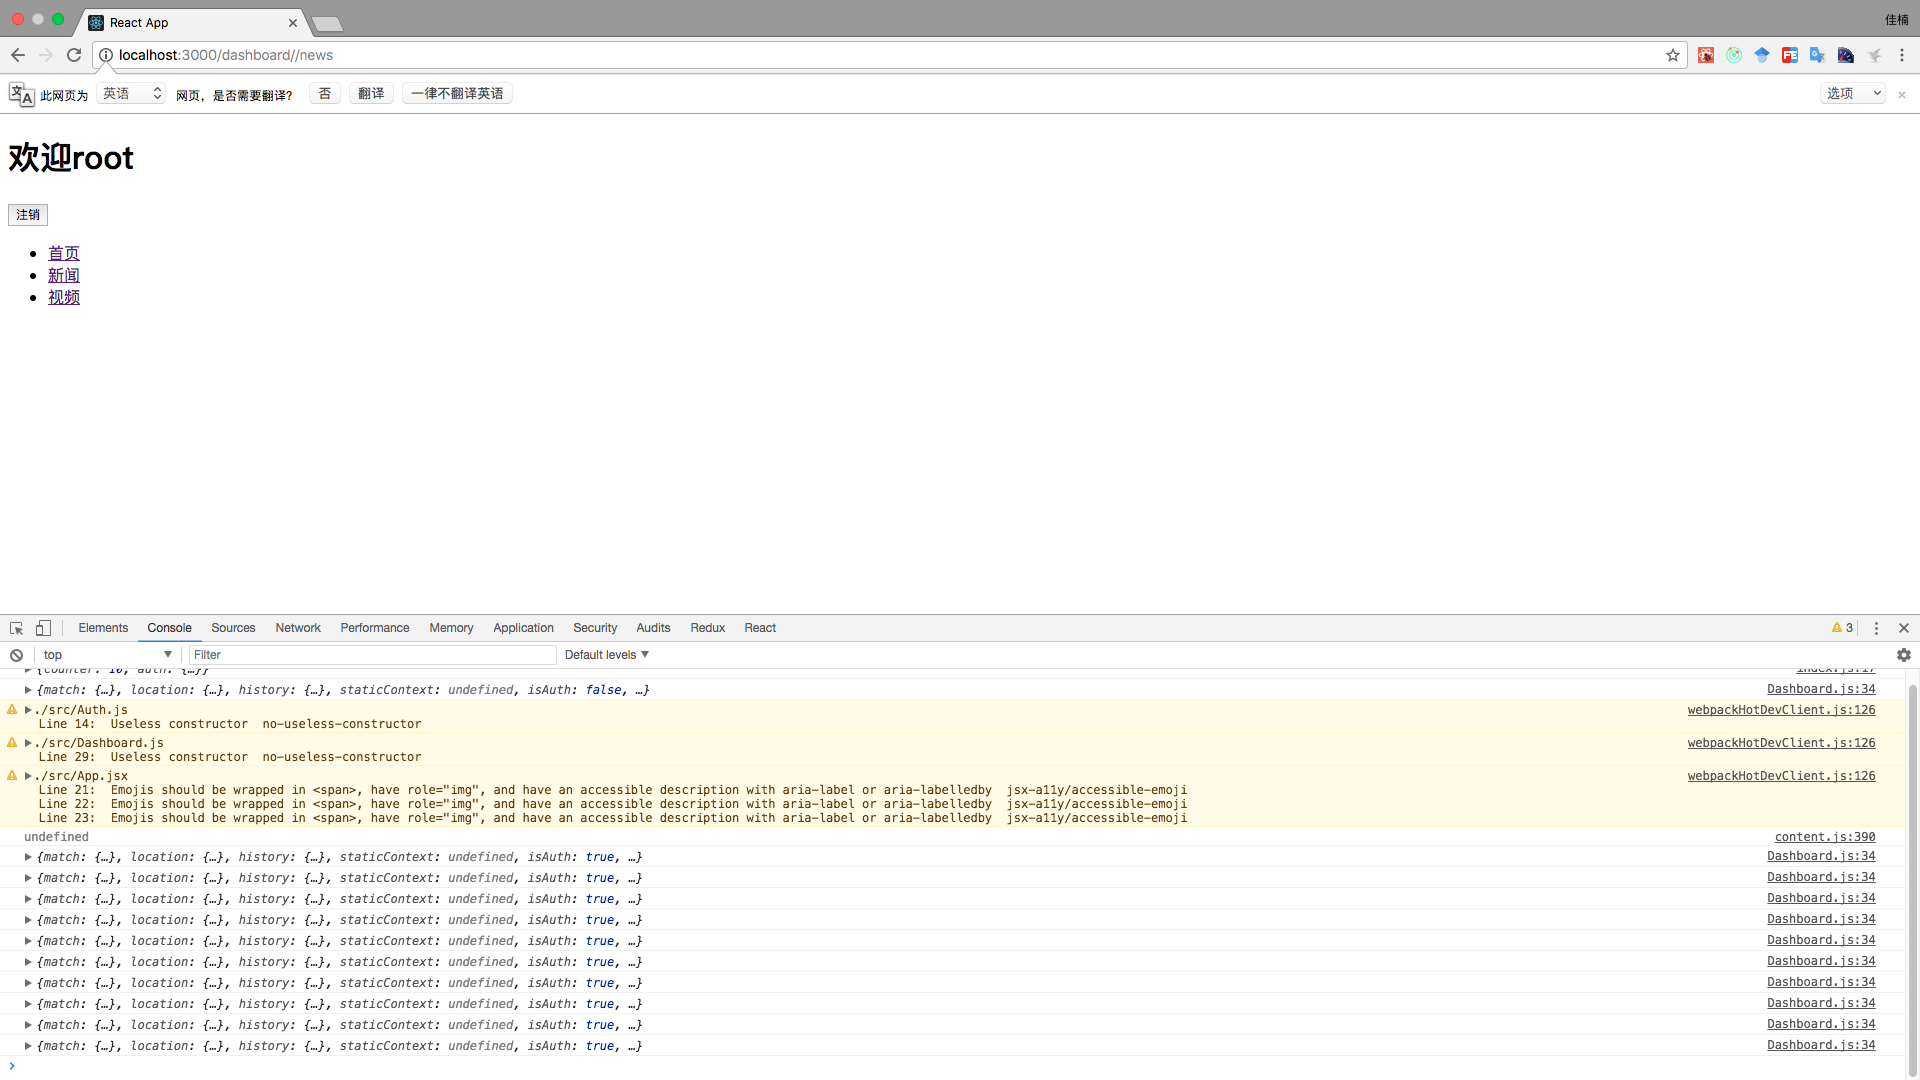 React App
佳楠
localhost:3000/dashboard//news
此网页为 英语 网页，是否需要翻译？ 否 翻译 一律不翻译英语 选项
欢迎root
注销
首页
新闻
视频
Elements Console Sources Network Performance Memory Application Security Audits Redux React 3
top Filter Default levels
{counter: 10, auth: {…}} index.js:17
{match: {…}, location: {…}, history: {…}, staticContext: undefined, isAuth: false, …} Dashboard.js:34
./src/Auth.js webpackHotDevClient.js:126
Line 14: Useless constructor no-useless-constructor
./src/Dashboard.js webpackHotDevClient.js:126
Line 29: Useless constructor no-useless-constructor
./src/App.jsx webpackHotDevClient.js:126
Line 21: Emojis should be wrapped in <span>, have role="img", and have an accessible description with aria-label or aria-labelledby jsx-a11y/accessible-emoji
Line 22: Emojis should be wrapped in <span>, have role="img", and have an accessible description with aria-label or aria-labelledby jsx-a11y/accessible-emoji
Line 23: Emojis should be wrapped in <span>, have role="img", and have an accessible description with aria-label or aria-labelledby jsx-a11y/accessible-emoji
undefined content.js:390
{match: {…}, location: {…}, history: {…}, staticContext: undefined, isAuth: true, …} Dashboard.js:34
{match: {…}, location: {…}, history: {…}, staticContext: undefined, isAuth: true, …} Dashboard.js:34
{match: {…}, location: {…}, history: {…}, staticContext: undefined, isAuth: true, …} Dashboard.js:34
{match: {…}, location: {…}, history: {…}, staticContext: undefined, isAuth: true, …} Dashboard.js:34
{match: {…}, location: {…}, history: {…}, staticContext: undefined, isAuth: true, …} Dashboard.js:34
{match: {…}, location: {…}, history: {…}, staticContext: undefined, isAuth: true, …} Dashboard.js:34
{match: {…}, location: {…}, history: {…}, staticContext: undefined, isAuth: true, …} Dashboard.js:34
{match: {…}, location: {…}, history: {…}, staticContext: undefined, isAuth: true, …} Dashboard.js:34
{match: {…}, location: {…}, history: {…}, staticContext: undefined, isAuth: true, …} Dashboard.js:34
{match: {…}, location: {…}, history: {…}, staticContext: undefined, isAuth: true, …} Dashboard.js:34